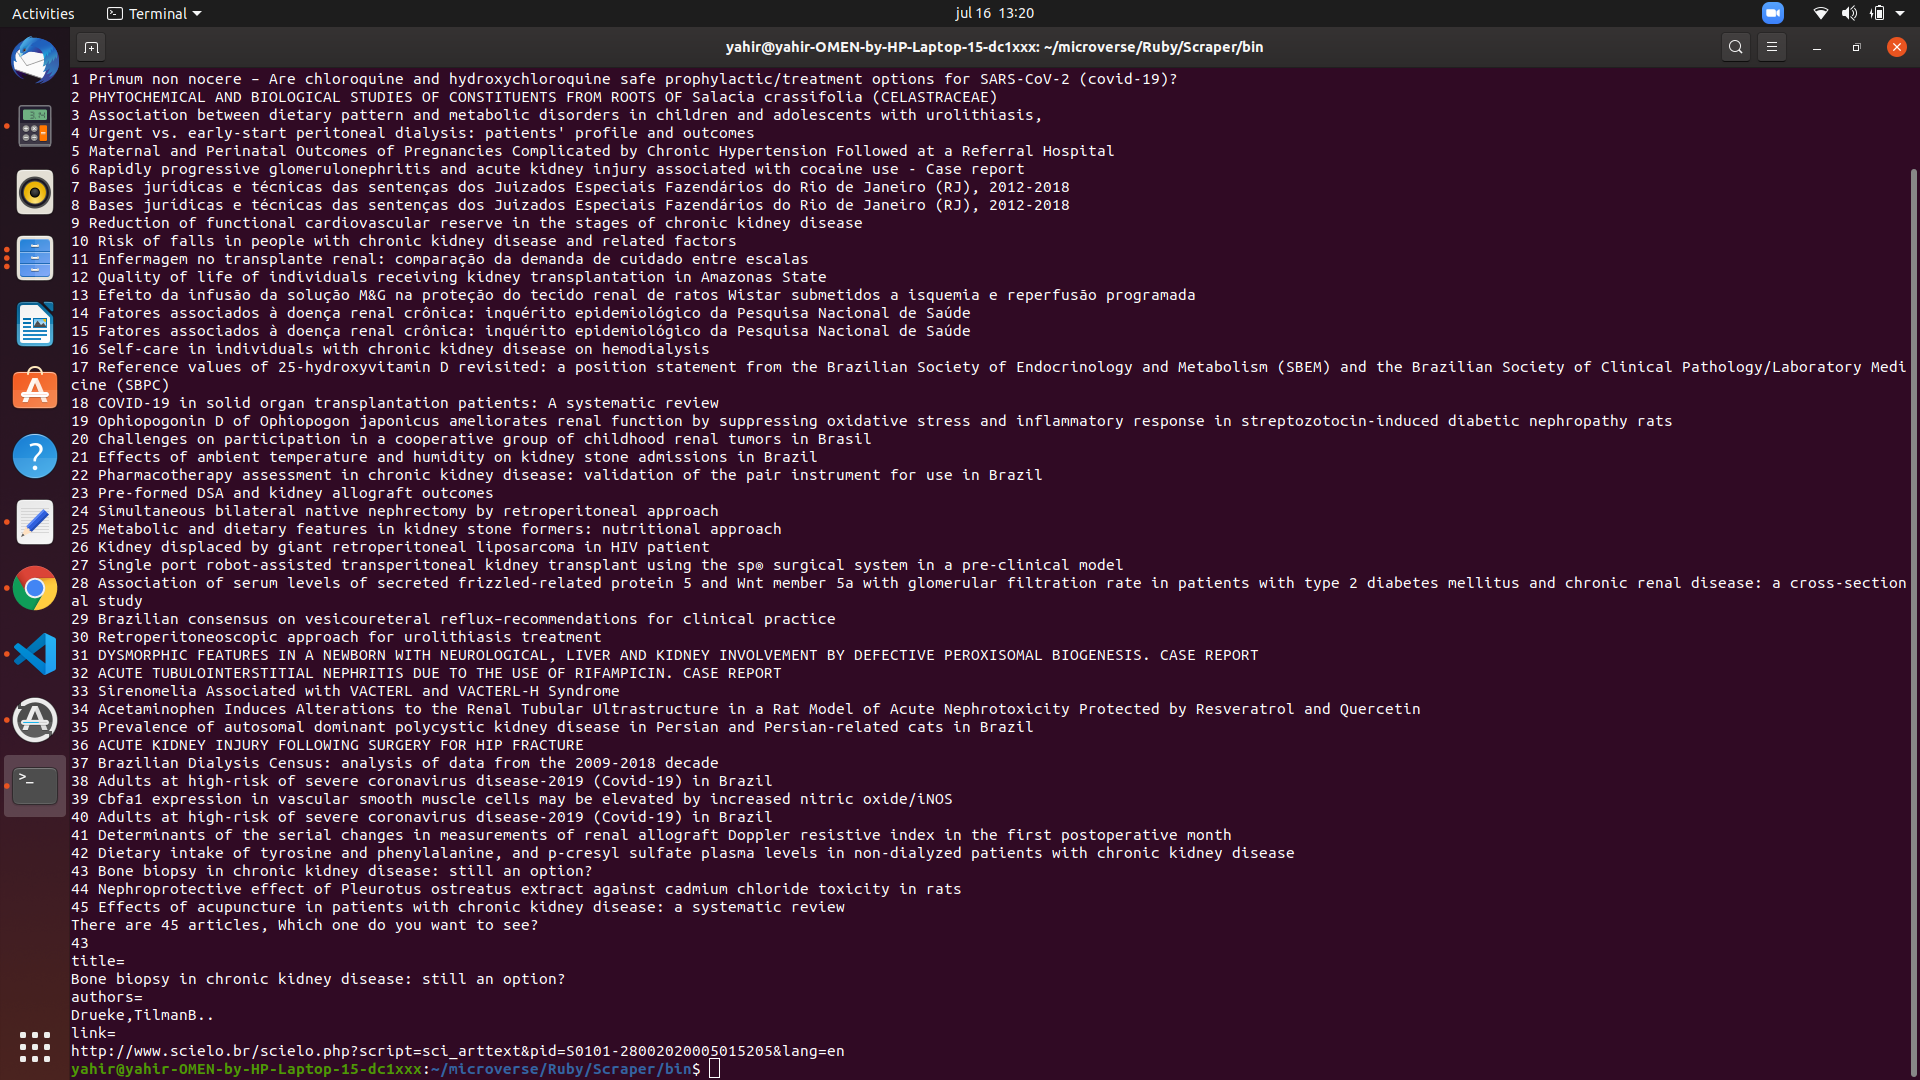 Activities
Terminal
jul 16 13:20
yahir@yahir-OMEN-by-HP-Laptop-15-dc1xxx: ~/microverse/Ruby/Scraper/bin
1 Primum non nocere – Are chloroquine and hydroxychloroquine safe prophylactic/treatment options for SARS-CoV-2 (covid-19)?
2 PHYTOCHEMICAL AND BIOLOGICAL STUDIES OF CONSTITUENTS FROM ROOTS OF Salacia crassifolia (CELASTRACEAE)
3 Association between dietary pattern and metabolic disorders in children and adolescents with urolithiasis,
4 Urgent vs. early-start peritoneal dialysis: patients' profile and outcomes
5 Maternal and Perinatal Outcomes of Pregnancies Complicated by Chronic Hypertension Followed at a Referral Hospital
6 Rapidly progressive glomerulonephritis and acute kidney injury associated with cocaine use - Case report
7 Bases jurídicas e técnicas das sentenças dos Juizados Especiais Fazendários do Rio de Janeiro (RJ), 2012-2018
8 Bases jurídicas e técnicas das sentenças dos Juizados Especiais Fazendários do Rio de Janeiro (RJ), 2012-2018
9 Reduction of functional cardiovascular reserve in the stages of chronic kidney disease
10 Risk of falls in people with chronic kidney disease and related factors
11 Enfermagem no transplante renal: comparação da demanda de cuidado entre escalas
12 Quality of life of individuals receiving kidney transplantation in Amazonas State
13 Efeito da infusão da solução M&G na proteção do tecido renal de ratos Wistar submetidos a isquemia e reperfusão programada
14 Fatores associados à doença renal crônica: inquérito epidemiológico da Pesquisa Nacional de Saúde
15 Fatores associados à doença renal crônica: inquérito epidemiológico da Pesquisa Nacional de Saúde
16 Self-care in individuals with chronic kidney disease on hemodialysis
17 Reference values of 25-hydroxyvitamin D revisited: a position statement from the Brazilian Society of Endocrinology and Metabolism (SBEM) and the Brazilian Society of Clinical Pathology/Laboratory Medi
cine (SBPC)
18 COVID-19 in solid organ transplantation patients: A systematic review
19 Ophiopogonin D of Ophiopogon japonicus ameliorates renal function by suppressing oxidative stress and inflammatory response in streptozotocin-induced diabetic nephropathy rats
20 Challenges on participation in a cooperative group of childhood renal tumors in Brasil
21 Effects of ambient temperature and humidity on kidney stone admissions in Brazil
22 Pharmacotherapy assessment in chronic kidney disease: validation of the pair instrument for use in Brazil
23 Pre-formed DSA and kidney allograft outcomes
24 Simultaneous bilateral native nephrectomy by retroperitoneal approach
25 Metabolic and dietary features in kidney stone formers: nutritional approach
26 Kidney displaced by giant retroperitoneal liposarcoma in HIV patient
27 Single port robot-assisted transperitoneal kidney transplant using the sp® surgical system in a pre-clinical model
28 Association of serum levels of secreted frizzled-related protein 5 and Wnt member 5a with glomerular filtration rate in patients with type 2 diabetes mellitus and chronic renal disease: a cross-section
al study
29 Brazilian consensus on vesicoureteral reflux–recommendations for clinical practice
30 Retroperitoneoscopic approach for urolithiasis treatment
31 DYSMORPHIC FEATURES IN A NEWBORN WITH NEUROLOGICAL, LIVER AND KIDNEY INVOLVEMENT BY DEFECTIVE PEROXISOMAL BIOGENESIS. CASE REPORT
32 ACUTE TUBULOINTERSTITIAL NEPHRITIS DUE TO THE USE OF RIFAMPICIN. CASE REPORT
33 Sirenomelia Associated with VACTERL and VACTERL-H Syndrome
34 Acetaminophen Induces Alterations to the Renal Tubular Ultrastructure in a Rat Model of Acute Nephrotoxicity Protected by Resveratrol and Quercetin
35 Prevalence of autosomal dominant polycystic kidney disease in Persian and Persian-related cats in Brazil
36 ACUTE KIDNEY INJURY FOLLOWING SURGERY FOR HIP FRACTURE
37 Brazilian Dialysis Census: analysis of data from the 2009-2018 decade
38 Adults at high-risk of severe coronavirus disease-2019 (Covid-19) in Brazil
39 Cbfa1 expression in vascular smooth muscle cells may be elevated by increased nitric oxide/iNOS
40 Adults at high-risk of severe coronavirus disease-2019 (Covid-19) in Brazil
41 Determinants of the serial changes in measurements of renal allograft Doppler resistive index in the first postoperative month
42 Dietary intake of tyrosine and phenylalanine, and p-cresyl sulfate plasma levels in non-dialyzed patients with chronic kidney disease
43 Bone biopsy in chronic kidney disease: still an option?
44 Nephroprotective effect of Pleurotus ostreatus extract against cadmium chloride toxicity in rats
45 Effects of acupuncture in patients with chronic kidney disease: a systematic review
There are 45 articles, Which one do you want to see?
43
title=
Bone biopsy in chronic kidney disease: still an option?
authors=
Drueke,TilmanB..
link=
http://www.scielo.br/scielo.php?script=sci_arttext&pid=S0101-28002020005015205&lang=en
yahir@yahir-OMEN-by-HP-Laptop-15-dc1xxx:~/microverse/Ruby/Scraper/bin$